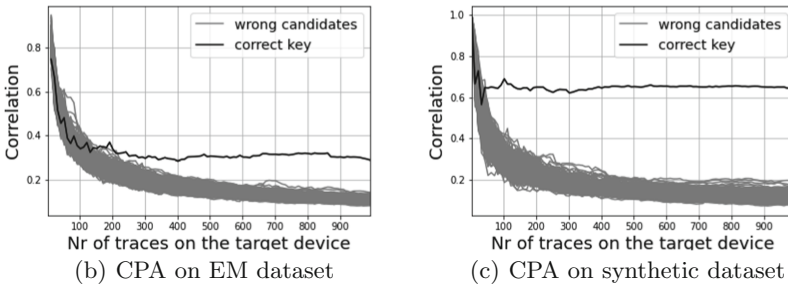 wrong candidates
correct key
Correlation
0.8
0.6
0.4
0.2
100 200 300 400 500 600 700 800 900
Nr of traces on the target device
(b) CPA on EM dataset
wrong candidates
correct key
Correlation
1.0
0.8
0.6
0.4
0.2
100 200 300 400 500 600 700 800 900
Nr of traces on the target device
(c) CPA on synthetic dataset